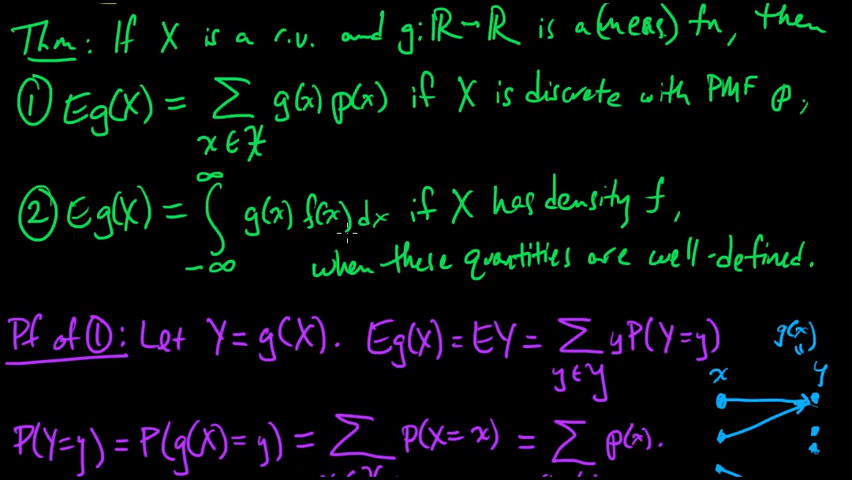 Thm: If X is a r.v. and g: ℝ→ℝ is a (meas.) fn, then
① Eg(X) = ∑_{x∈𝒳} g(x) p(x) if X is discrete with PMF p,
② Eg(X) = ∫_{-∞}^{∞} g(x) f(x) dx if X has density f,
when these quantities are well-defined.
Pf of ①: Let Y = g(X). Eg(X) = EY = ∑_{y∈𝒴} y P(Y=y)
g(x)
x y
P(Y=y) = P(g(X) = y) = ∑ P(X=x) = ∑ p(x).